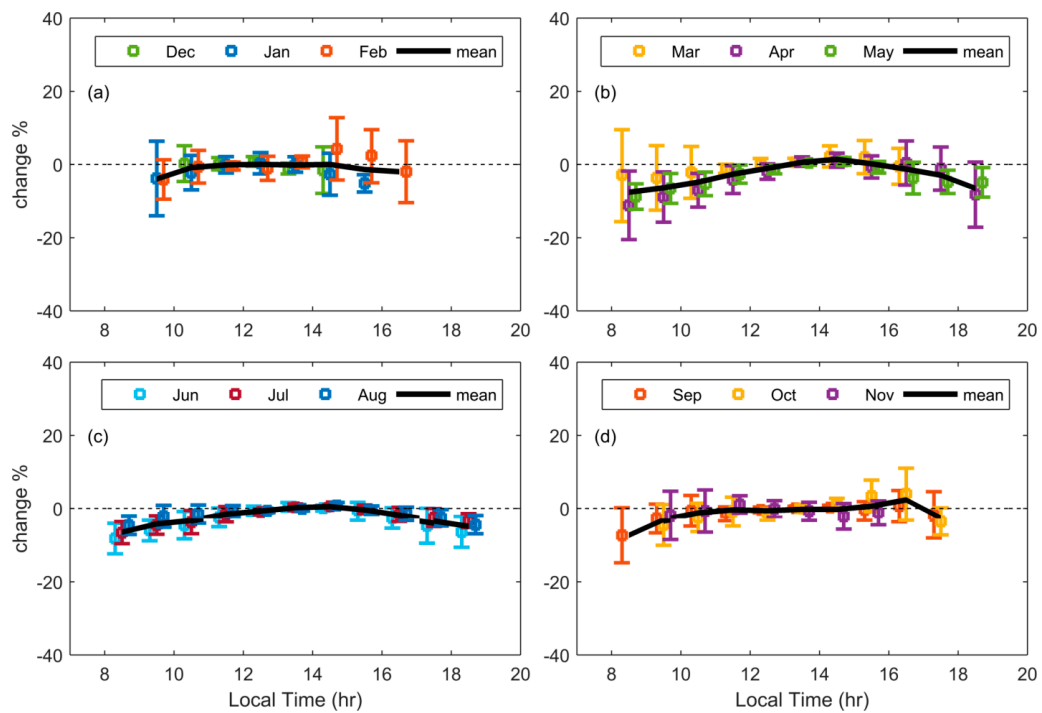 40
20
0
-20
-40
change %
Dec Jan Feb mean
(a)
8 10 12 14 16 18 20
40
20
0
-20
-40
Mar Apr May mean
(b)
8 10 12 14 16 18 20
40
20
0
-20
-40
change %
Jun Jul Aug mean
(c)
8 10 12 14 16 18 20
Local Time (hr)
40
20
0
-20
-40
Sep Oct Nov mean
(d)
8 10 12 14 16 18 20
Local Time (hr)